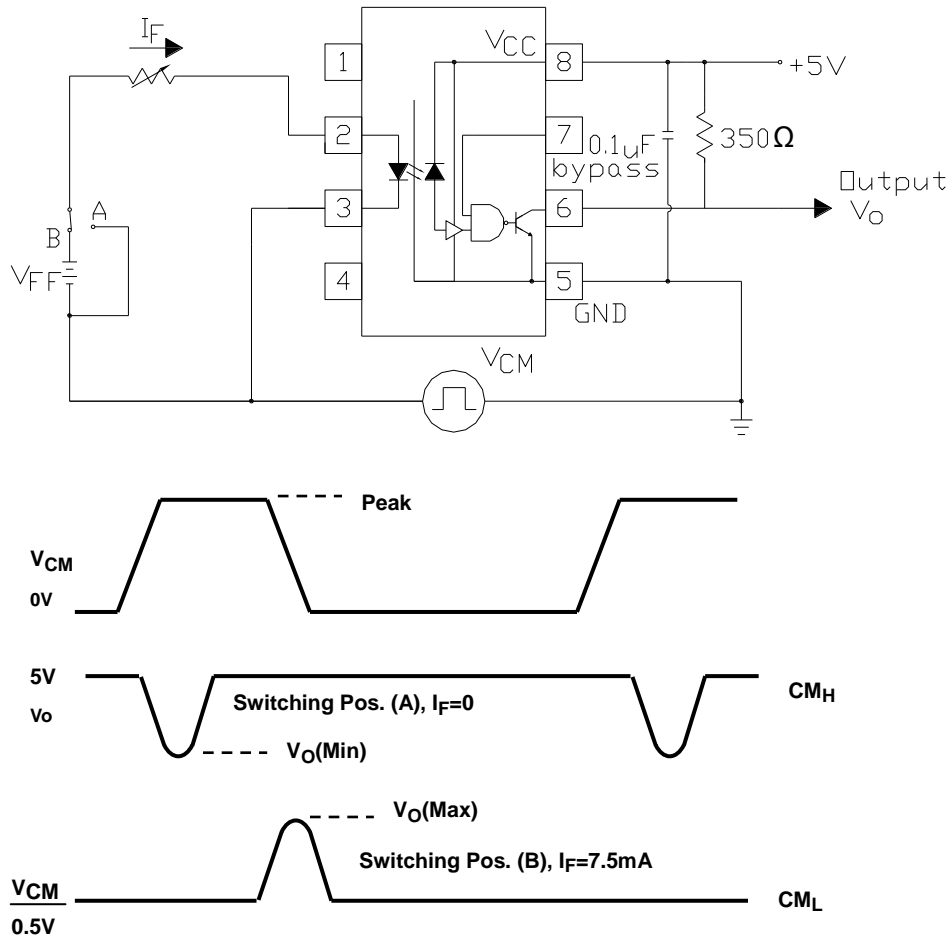 IF
1
VCC
8
+5V
2
7
0.1uF
bypass
350Ω
A
3
6
Output
VO
B
VFF
4
5
GND
VCM
Peak
VCM
0V
5V
Vo
Switching Pos. (A), IF=0
CMH
VO(Min)
VO(Max)
Switching Pos. (B), IF=7.5mA
VCM
0.5V
CML